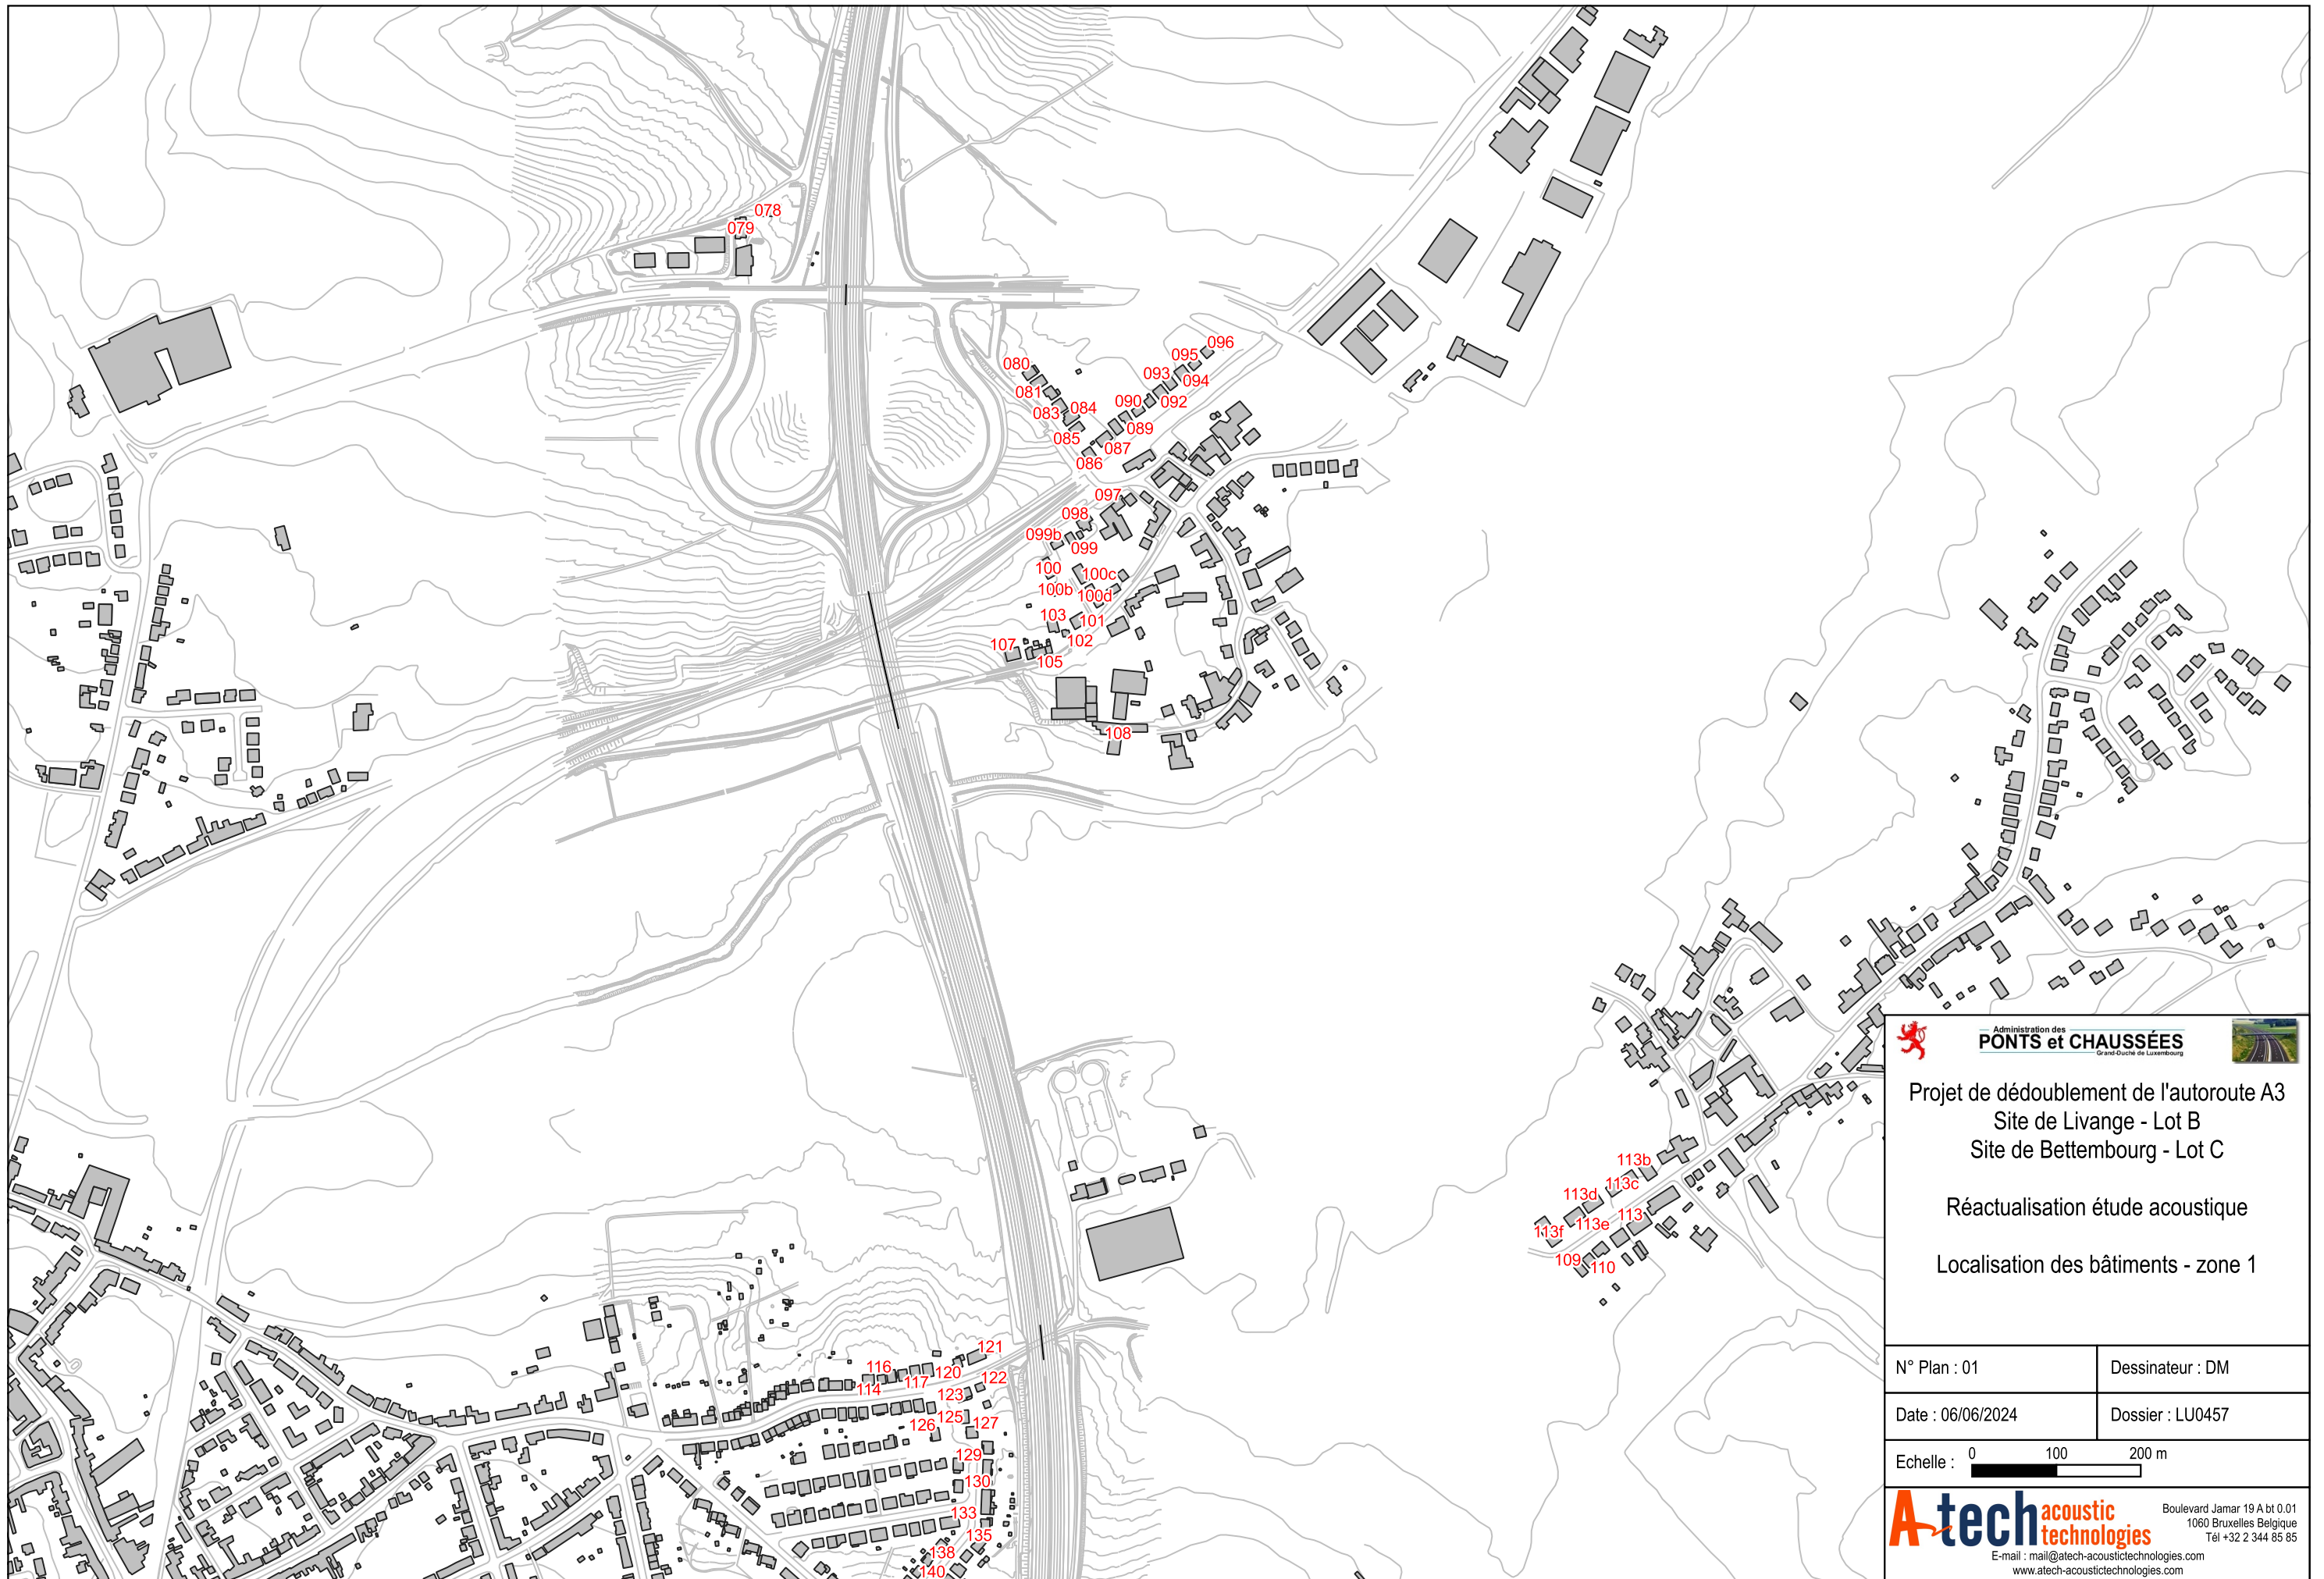 078
079
080
081
083
084
085
086
087
089
090
092
093
094
095
096
097
098
099b
099
100
100c
100b
100d
103
101
102
107
105
108
113b
113c
113d
113
113e
113f
109
110
121
116
120
114
117
122
123
125
126
127
129
130
133
135
138
140
Administration des
PONTS et CHAUSSÉES
Grand-Duché de Luxembourg
Projet de dédoublement de l'autoroute A3
Site de Livange - Lot B
Site de Bettembourg - Lot C
Réactualisation étude acoustique
Localisation des bâtiments - zone 1
N° Plan : 01
Dessinateur : DM
Date : 06/06/2024
Dossier : LU0457
Echelle : 0 100 200 m
A-tech acoustic technologies
Boulevard Jamar 19 A bt 0.01
1060 Bruxelles Belgique
Tél +32 2 344 85 85
E-mail : mail@atech-acoustictechnologies.com
www.atech-acoustictechnologies.com